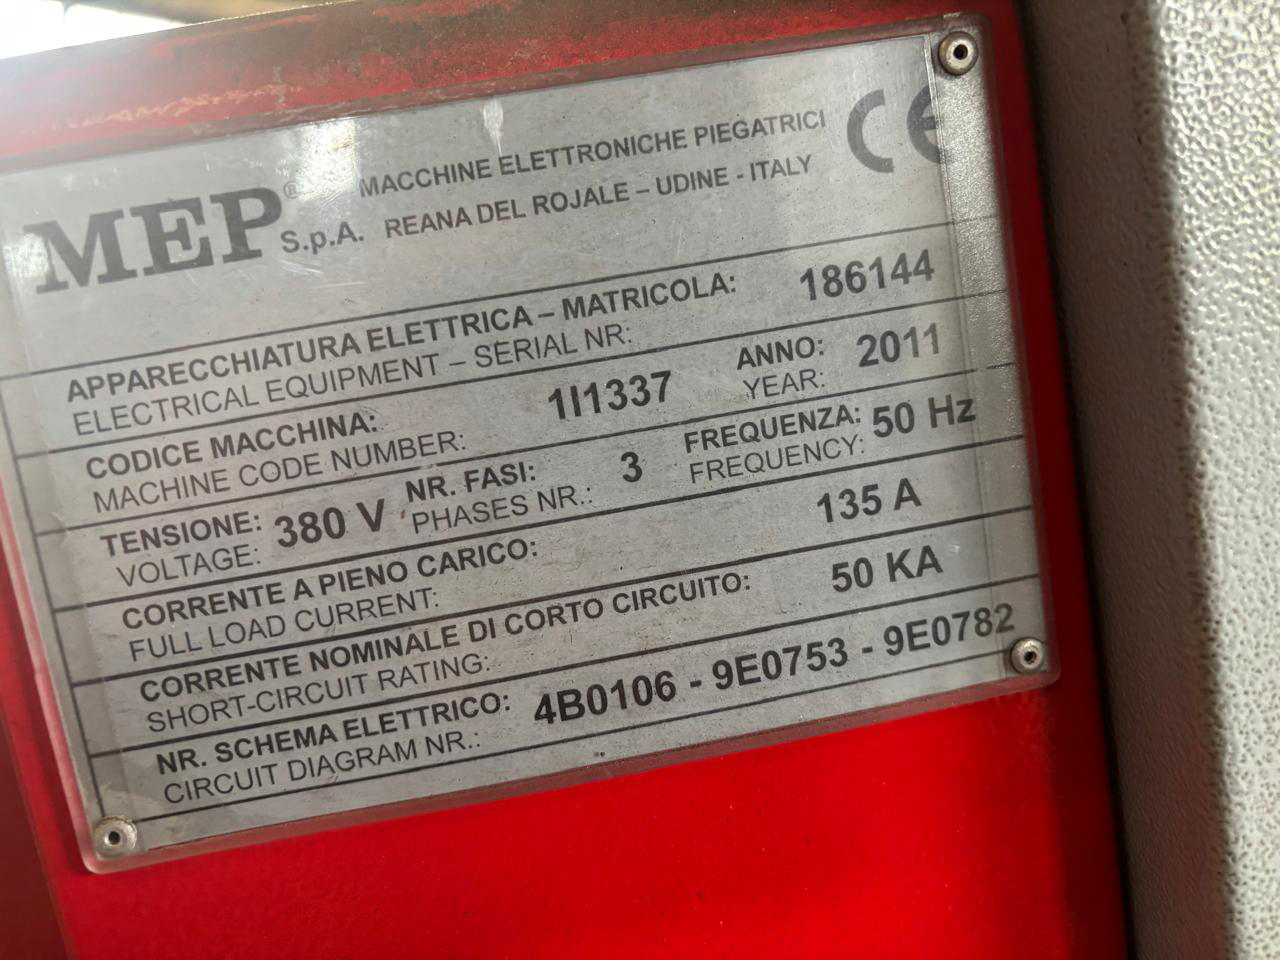 MEP® S.p.A. MACCHINE ELETTRONICHE PIEGATRICI CE
REANA DEL ROJALE – UDINE - ITALY
APPARECCHIATURA ELETTRICA – MATRICOLA: 186144
ELECTRICAL EQUIPMENT – SERIAL NR:
CODICE MACCHINA: 1I1337 ANNO: 2011
MACHINE CODE NUMBER: YEAR:
TENSIONE: 380 V NR. FASI: 3 FREQUENZA: 50 Hz
VOLTAGE: PHASES NR.: FREQUENCY:
CORRENTE A PIENO CARICO: 135 A
FULL LOAD CURRENT:
CORRENTE NOMINALE DI CORTO CIRCUITO: 50 KA
SHORT-CIRCUIT RATING:
NR. SCHEMA ELETTRICO: 4B0106 - 9E0753 - 9E0782
CIRCUIT DIAGRAM NR.: